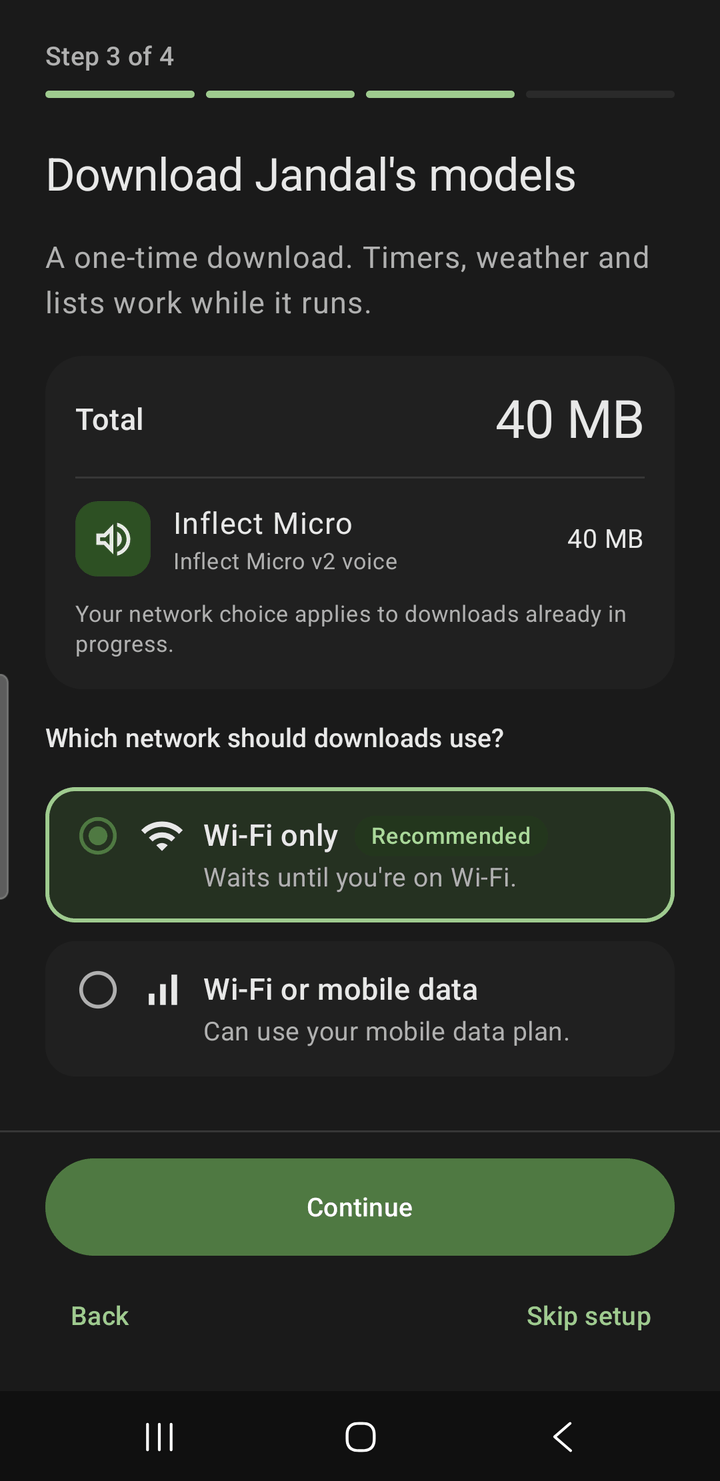 Step 3 of 4
Download Jandal's models
A one-time download. Timers, weather and
lists work while it runs.
Total
40 MB
Inflect Micro
Inflect Micro v2 voice
40 MB
Your network choice applies to downloads already in
progress.
Which network should downloads use?
Wi-Fi only
Recommended
Waits until you're on Wi-Fi.
Wi-Fi or mobile data
Can use your mobile data plan.
Continue
Back
Skip setup